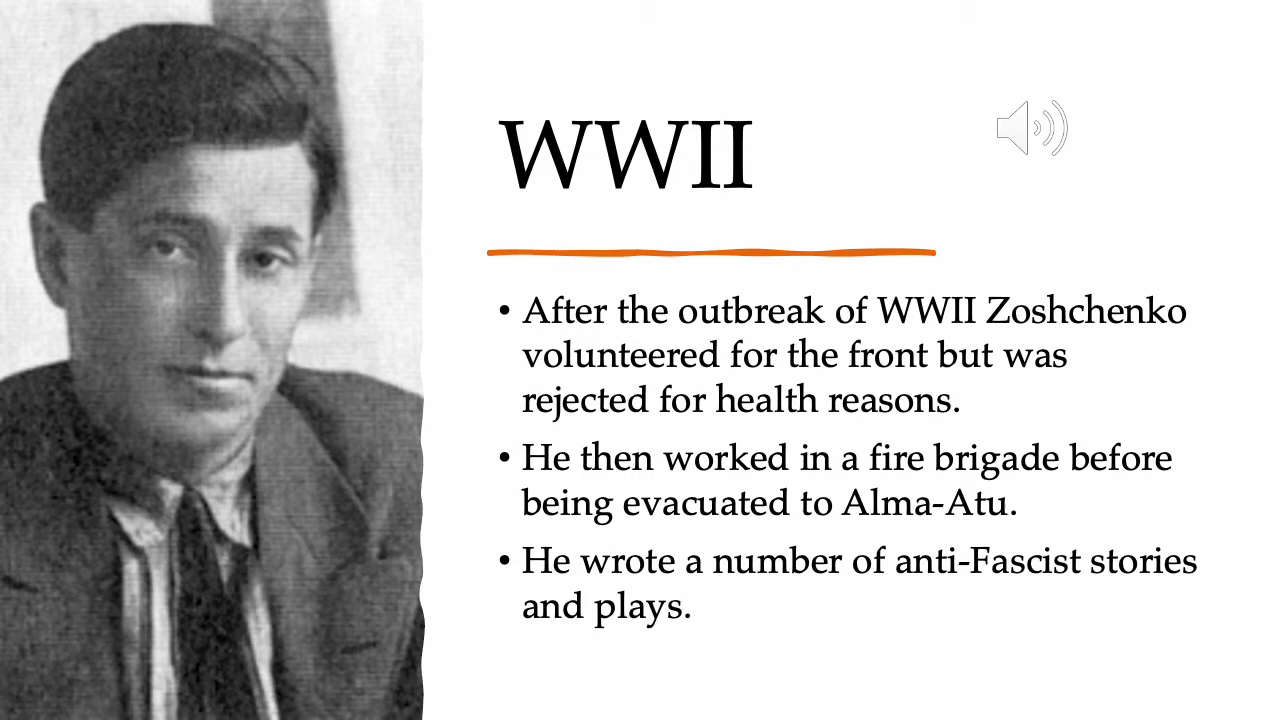 WWII
• After the outbreak of WWII Zoshchenko
volunteered for the front but was
rejected for health reasons.
• He then worked in a fire brigade before
being evacuated to Alma-Atu.
• He wrote a number of anti-Fascist stories
and plays.